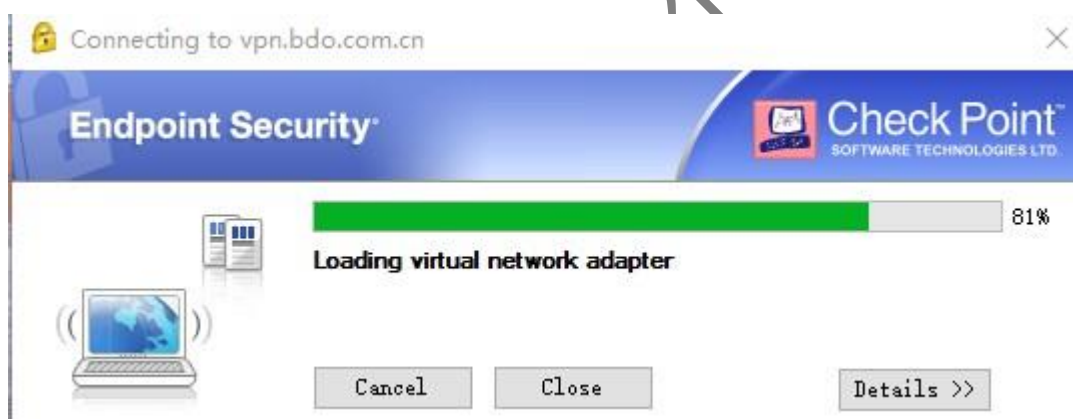 Connecting to vpn.bdo.com.cn
Endpoint Security
Check Point™
SOFTWARE TECHNOLOGIES LTD.
81%
Loading virtual network adapter
Cancel
Close
Details >>